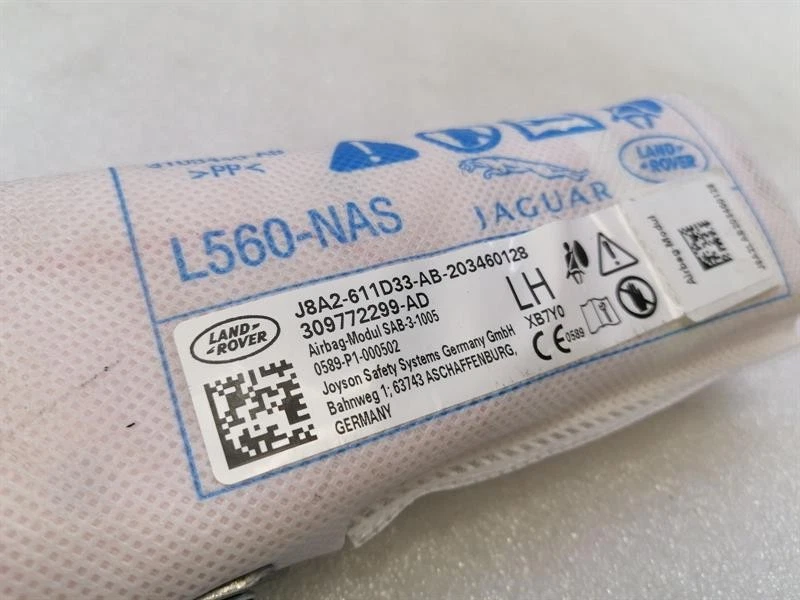 >PP<
L560-NAS
JAGUAR
LAND
ROVER
LAND
ROVER
J8A2-611D33-AB-203460128
309772299-AD
Airbag-Modul SAB-3-1005
0589-P1-000502
Joyson Safety Systems Germany GmbH
Bahnweg 1; 63743 ASCHAFFENBURG,
GERMANY
LH
XB7Y0
CE 0589
Airbag Modul